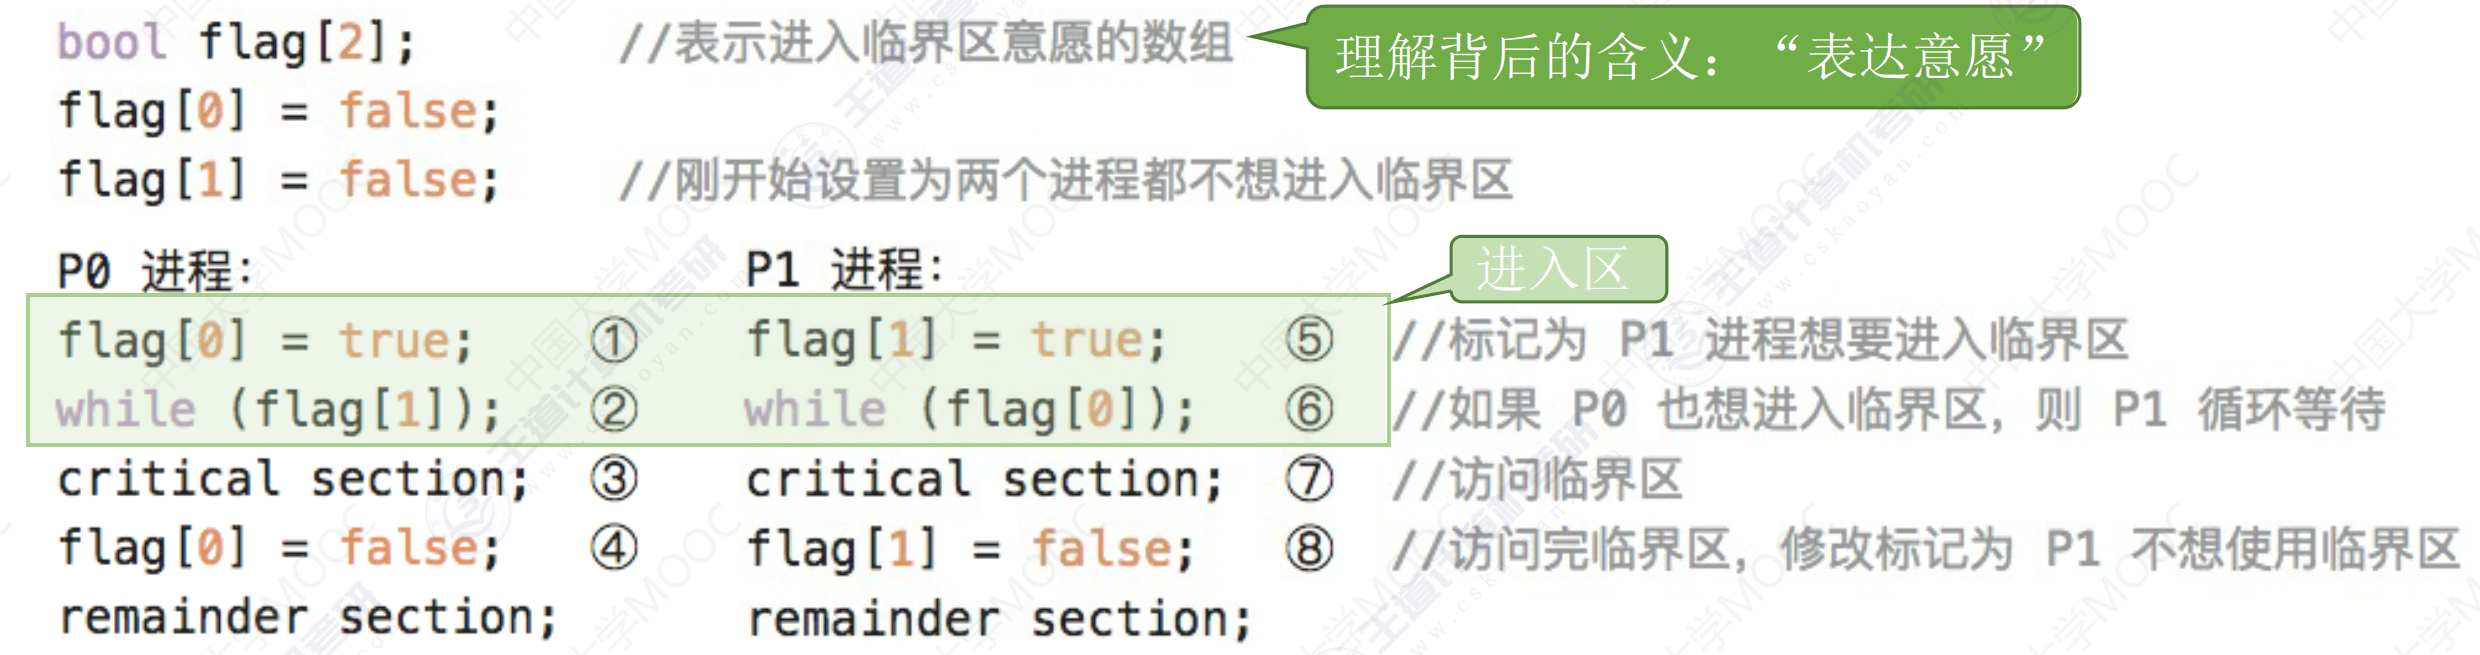 bool flag[2]; //表示进入临界区意愿的数组
理解背后的含义：“表达意愿”
flag[0] = false;
flag[1] = false; //刚开始设置为两个进程都不想进入临界区
P0 进程: P1 进程:
进入区
flag[0] = true; ① flag[1] = true; ⑤ //标记为 P1 进程想要进入临界区
while (flag[1]); ② while (flag[0]); ⑥ //如果 P0 也想进入临界区, 则 P1 循环等待
critical section; ③ critical section; ⑦ //访问临界区
flag[0] = false; ④ flag[1] = false; ⑧ //访问完临界区, 修改标记为 P1 不想使用临界区
remainder section; remainder section;
王道计算机考研
www.cskaoyan.com
中国大学MOOC